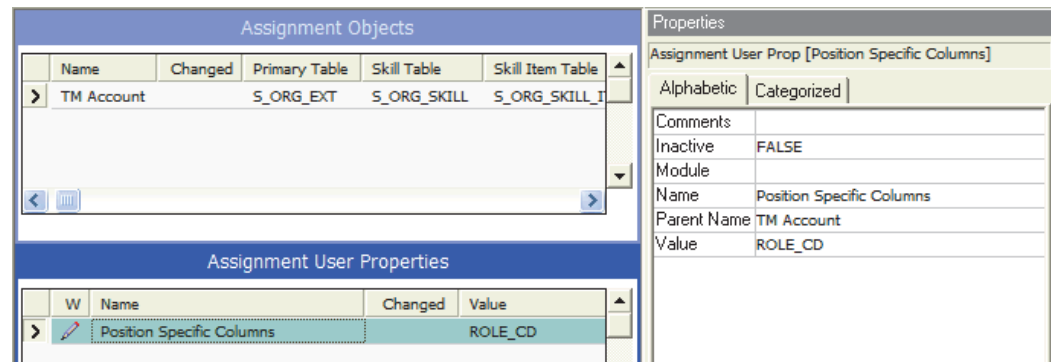 Assignment Objects
Name Changed Primary Table Skill Table Skill Item Table
TM Account S_ORG_EXT S_ORG_SKILL S_ORG_SKILL_I
Assignment User Properties
W Name Changed Value
Position Specific Columns ROLE_CD
Properties
Assignment User Prop [Position Specific Columns]
Alphabetic Categorized
Comments
Inactive FALSE
Module
Name Position Specific Columns
Parent Name TM Account
Value ROLE_CD